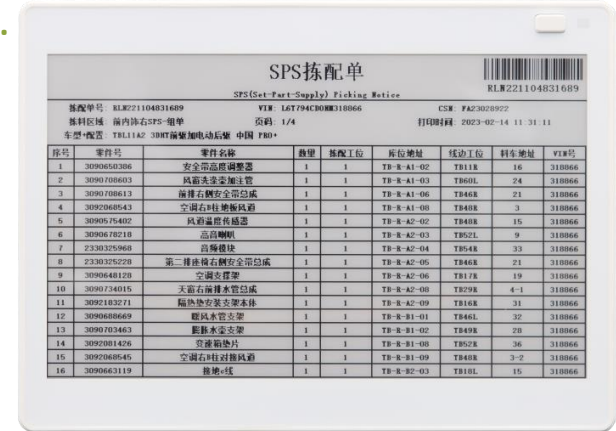 SPS拣配单
SPS(Set-Part-Supply) Picking Notice
RLN221104831689
拣配单号: RLN221104831689 VIN: L6T794CD0HM318866 CSN: FA23028922
拣料区域: 前内饰右SPS-组单 页码: 1/4 打印时间: 2023-02-14 11:31:11
车型+配置: TBL11A2 3DHT前驱加电动后驱 中国 PRO+
序号 零件号 零件名称 数量 拣配工位 库位地址 线边工位 料车地址 VIN号
1 3090650386 安全带高度调整器 1 1 TB-R-A1-02 TB11R 16 318866
2 3090708603 风窗洗涤壶加注管 1 1 TB-R-A1-03 TB60L 24 318866
3 3090708613 前排右侧安全带总成 1 1 TB-R-A1-06 TB46R 21 318866
4 3092068543 空调右B柱地板风道 1 1 TB-R-A1-08 TB48R 3 318866
5 3090575402 风道温度传感器 1 1 TB-R-A2-02 TB48R 15 318866
6 3090678218 高音喇叭 1 1 TB-R-A2-03 TB52L 9 318866
7 2330325968 音频模块 1 1 TB-R-A2-04 TB54R 33 318866
8 2330325228 第二排座椅右侧安全带总成 1 1 TB-R-A2-05 TB46R 21 318866
9 3090648128 空调支撑架 1 1 TB-R-A2-06 TB17R 19 318866
10 3090734015 天窗右前排水管总成 1 1 TB-R-A2-08 TB29R 4-1 318866
11 3092183271 隔热垫安装支架本体 1 1 TB-R-A2-09 TB16R 31 318866
12 3090688669 暖风水管支架 1 1 TB-R-B1-01 TB46L 32 318866
13 3090703463 膨胀水壶支架 1 1 TB-R-B1-02 TB49R 28 318866
14 3092081426 变速箱垫片 1 1 TB-R-B1-08 TB52R 36 318866
15 3092068545 空调右B柱对接风道 1 1 TB-R-B1-09 TB48R 3-2 318866
16 3090663119 接地c线 1 1 TB-R-B2-03 TB18L 15 318866